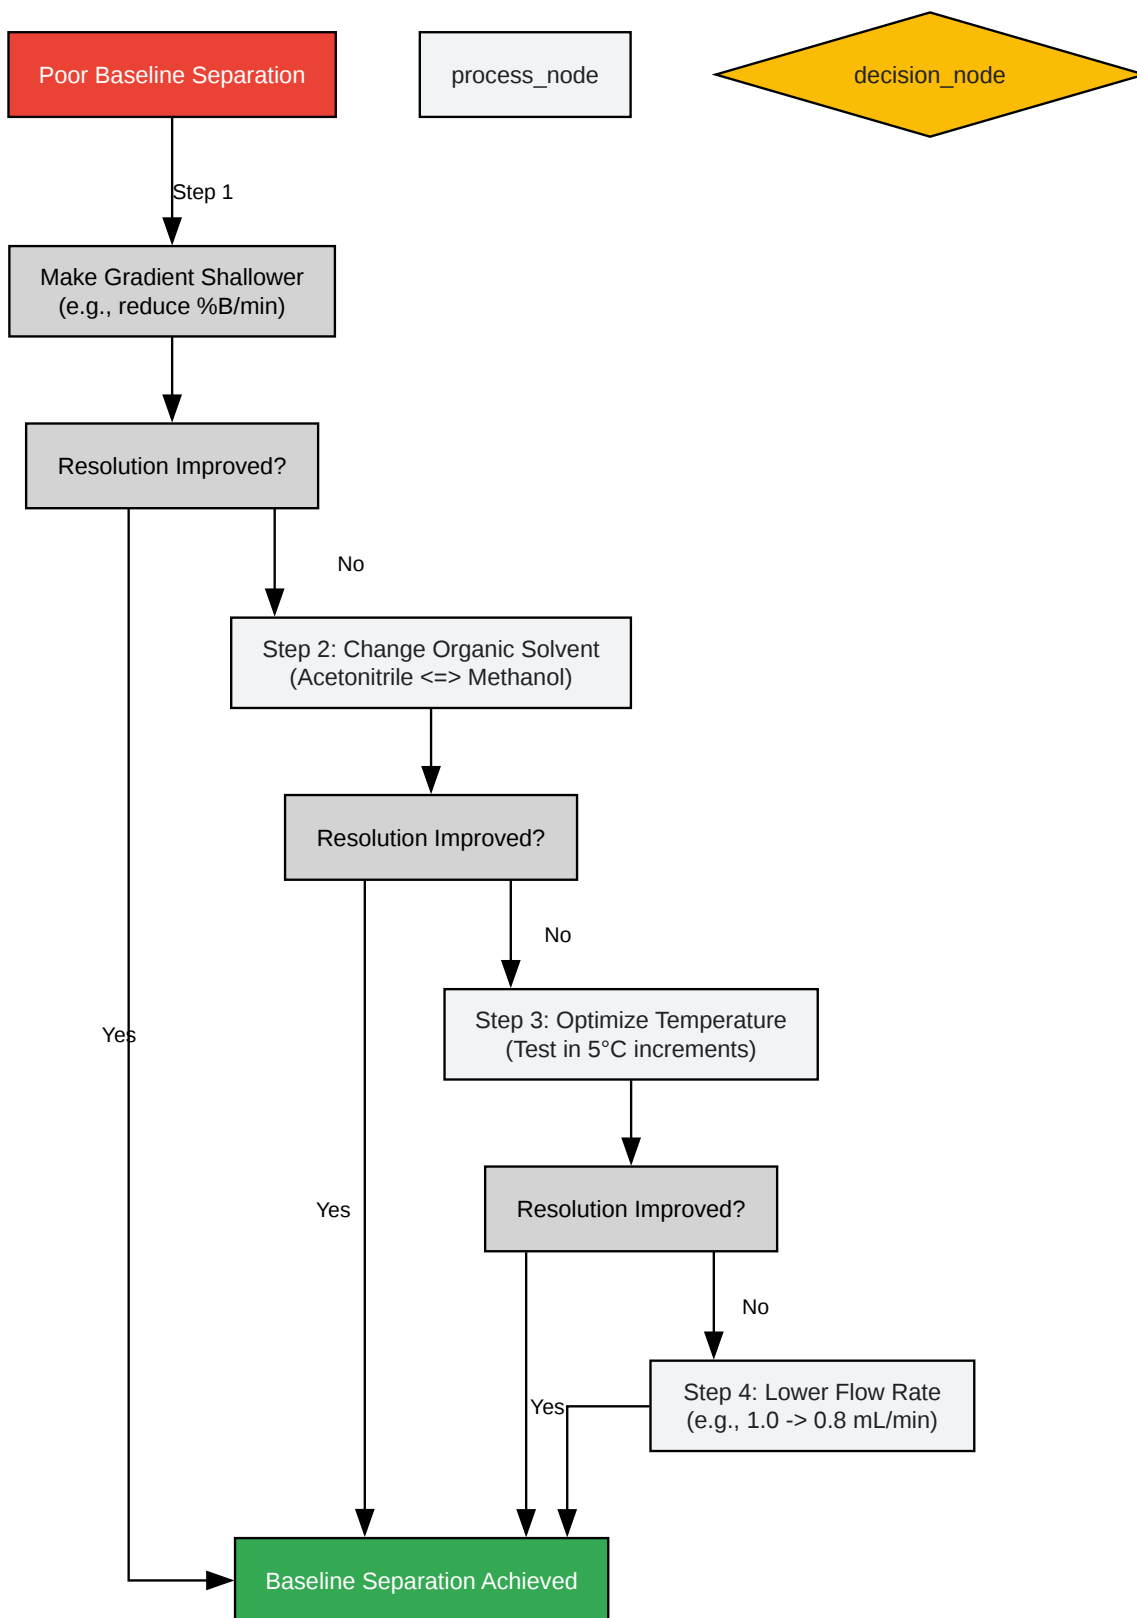 Poor Baseline Separation
process_node
decision_node
Step 1
Make Gradient Shallower
(e.g., reduce %B/min)
Resolution Improved?
No
Step 2: Change Organic Solvent
(Acetonitrile <=> Methanol)
Resolution Improved?
No
Step 3: Optimize Temperature
(Test in 5°C increments)
Yes
Resolution Improved?
Yes
No
Step 4: Lower Flow Rate
(e.g., 1.0 -> 0.8 mL/min)
Yes
Baseline Separation Achieved